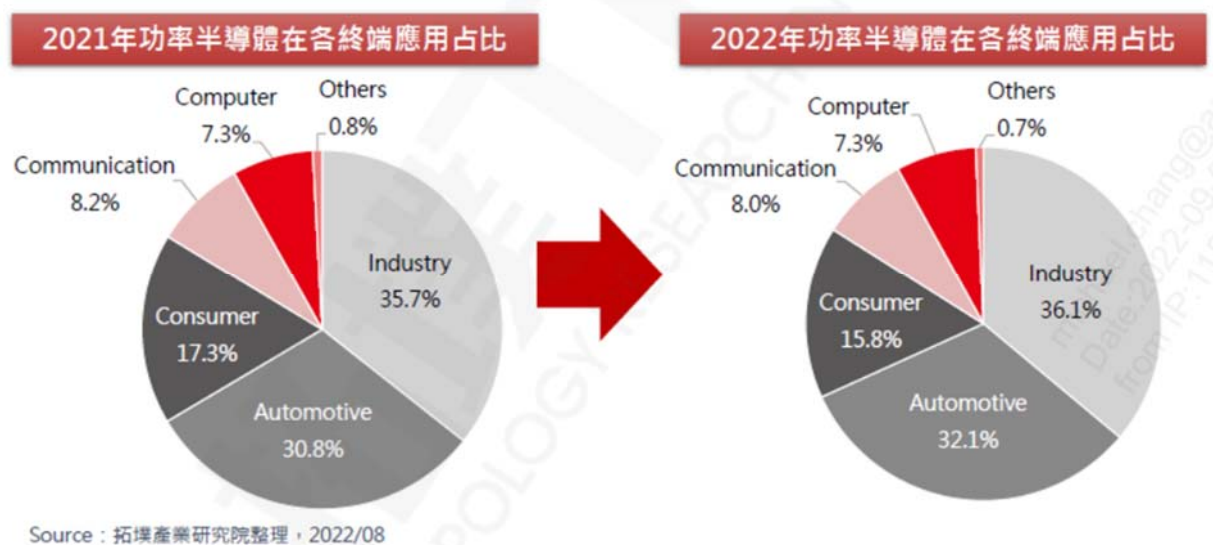 2021年功率半導體在各終端應用占比
Others
0.8%
Computer
7.3%
Communication
8.2%
Industry
35.7%
Consumer
17.3%
Automotive
30.8%
2022年功率半導體在各終端應用占比
Others
0.7%
Computer
7.3%
Communication
8.0%
Industry
36.1%
Consumer
15.8%
Automotive
32.1%
Source：拓墣產業研究院整理，2022/08